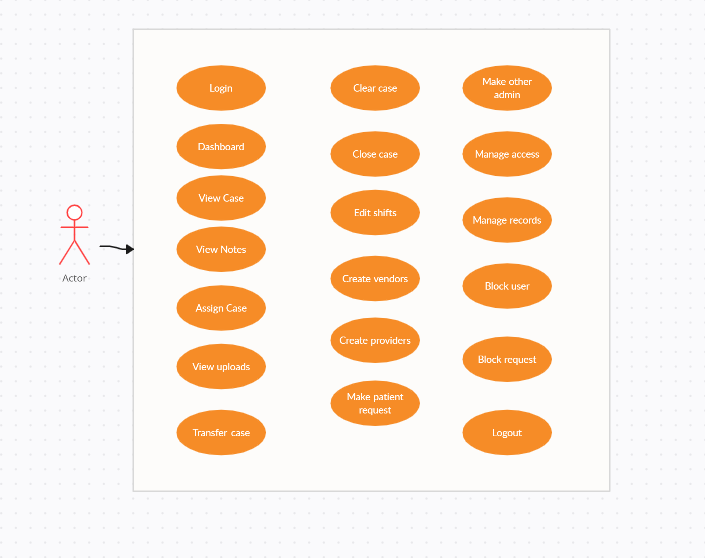 Actor
Login
Dashboard
View Case
View Notes
Assign Case
View uploads
Transfer case
Clear case
Close case
Edit shifts
Create vendors
Create providers
Make patient
request
Make other
admin
Manage access
Manage records
Block user
Block request
Logout